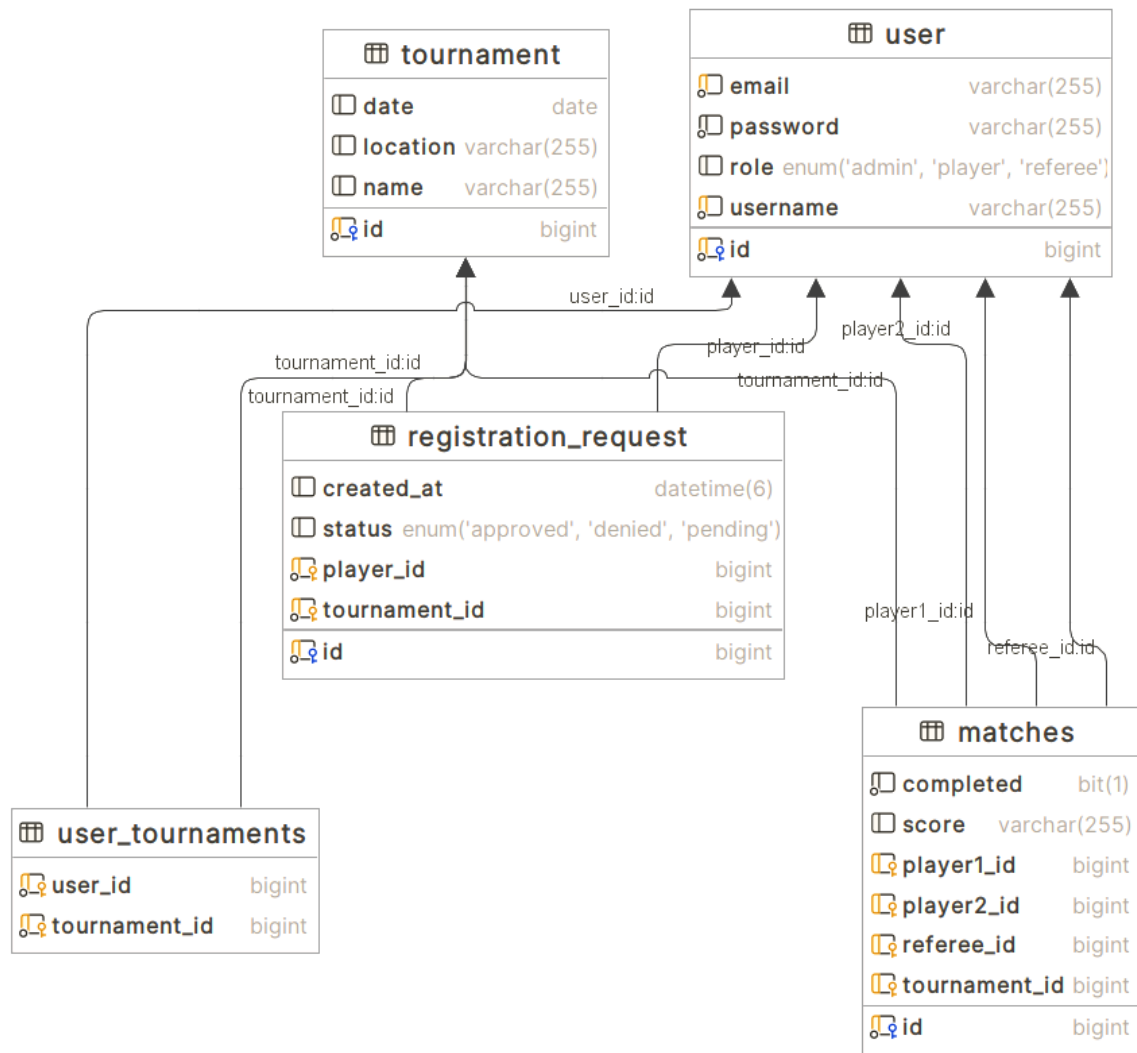 tournament
date date
location varchar(255)
name varchar(255)
id bigint
user
email varchar(255)
password varchar(255)
role enum('admin', 'player', 'referee')
username varchar(255)
id bigint
user_id:id
player2_id:id
player_id:id
tournament_id:id
tournament_id:id
tournament_id:id
registration_request
created_at datetime(6)
status enum('approved', 'denied', 'pending')
player_id bigint
tournament_id bigint
id bigint
player1_id:id
referee_id:id
matches
completed bit(1)
score varchar(255)
player1_id bigint
player2_id bigint
referee_id bigint
tournament_id bigint
id bigint
user_tournaments
user_id bigint
tournament_id bigint